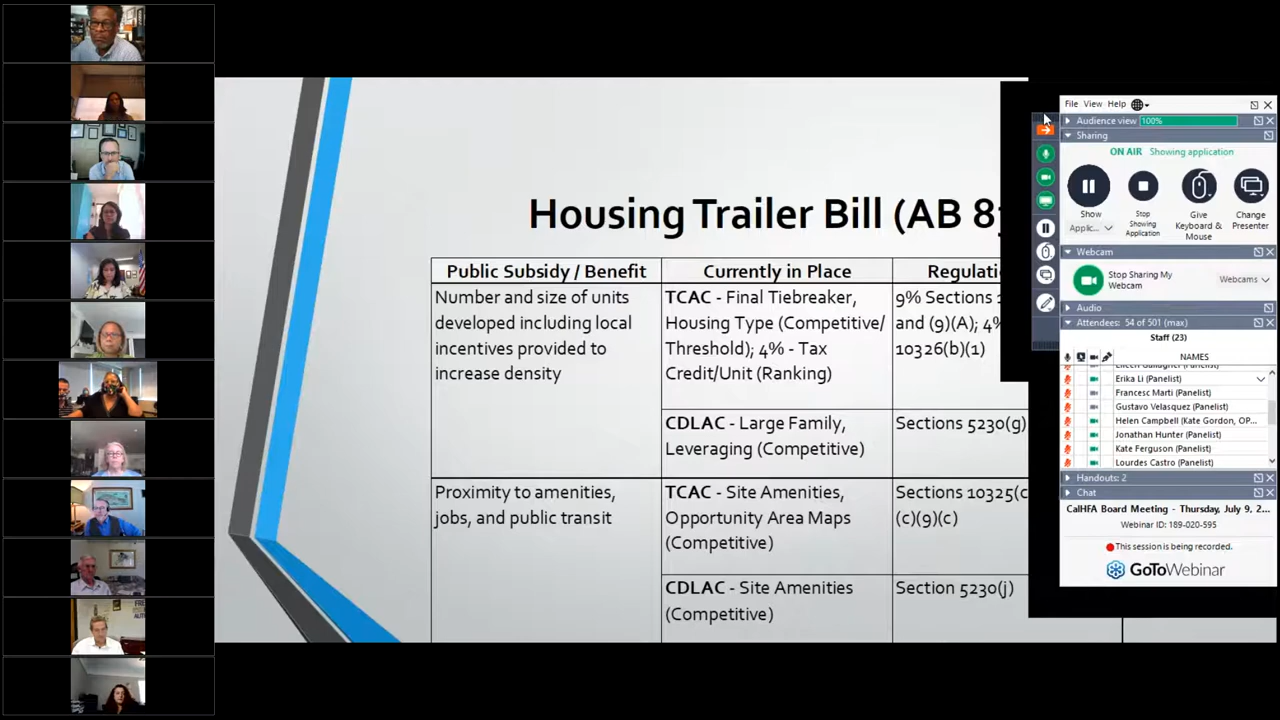 Housing Trailer Bill (AB 83
Public Subsidy / Benefit
Currently in Place
Regulati
Number and size of units
developed including local
incentives provided to
increase density
TCAC - Final Tiebreaker,
Housing Type (Competitive/
Threshold); 4% - Tax
Credit/Unit (Ranking)
9% Sections 1
and (9)(A); 4%
10326(b)(1)
CDLAC - Large Family,
Leveraging (Competitive)
Sections 5230(g)
Proximity to amenities,
jobs, and public transit
TCAC - Site Amenities,
Opportunity Area Maps
(Competitive)
Sections 10325(c
(c)(9)(c)
CDLAC - Site Amenities
(Competitive)
Section 5230(j)
File View Help
Audience view 100%
Sharing
ON AIR Showing application
Show
Applic...
Stop
Showing
Application
Give
Keyboard &
Mouse
Change
Presenter
Webcam
Stop Sharing My
Webcam
Webcams
Audio
Attendees: 54 of 501 (max)
Staff (23)
NAMES
Eileen Gallagher (Panelist)
Erika Li (Panelist)
Francesc Marti (Panelist)
Gustavo Velasquez (Panelist)
Helen Campbell (Kate Gordon, OP...
Jonathan Hunter (Panelist)
Kate Ferguson (Panelist)
Lourdes Castro (Panelist)
Handouts: 2
Chat
CalHFA Board Meeting - Thursday, July 9, 2...
Webinar ID: 189-020-595
This session is being recorded.
GoToWebinar